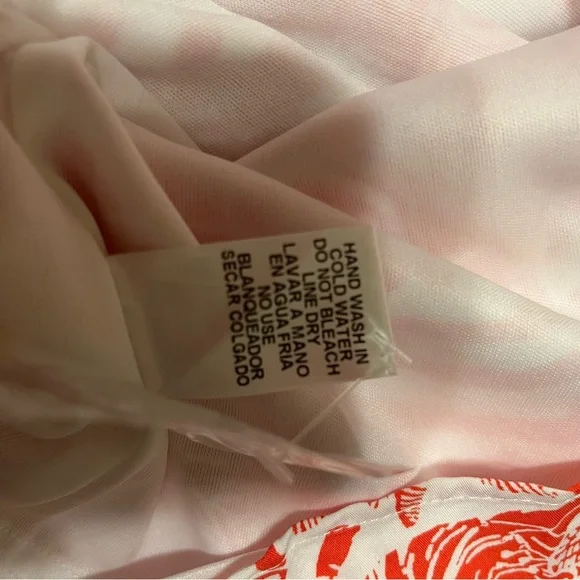 HAND WASH IN
COLD WATER
DO NOT BLEACH
LINE DRY
LAVAR A MANO
EN AGUA FRIA
NO USE
BLANQUEADOR
SECAR COLGADO